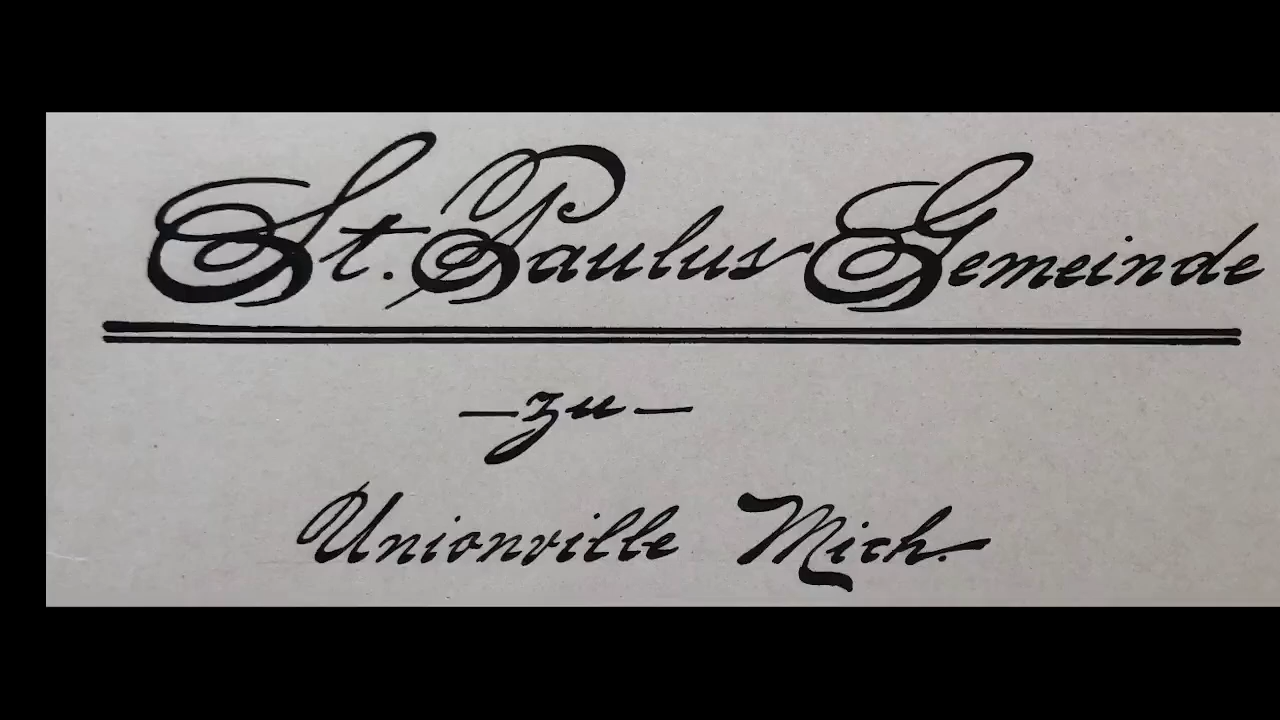 St. Paulus Gemeinde
— zu —
Unionville Mich.